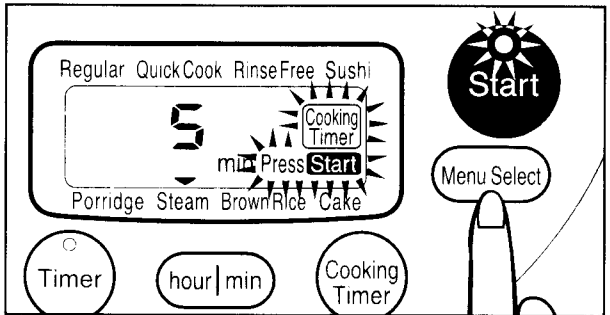 Regular QuickCook RinseFree Sushi
Start
5
Cooking
Timer
min Press Start
Menu Select
Porridge Steam BrownRice Cake
Timer
hour min
Cooking
Timer